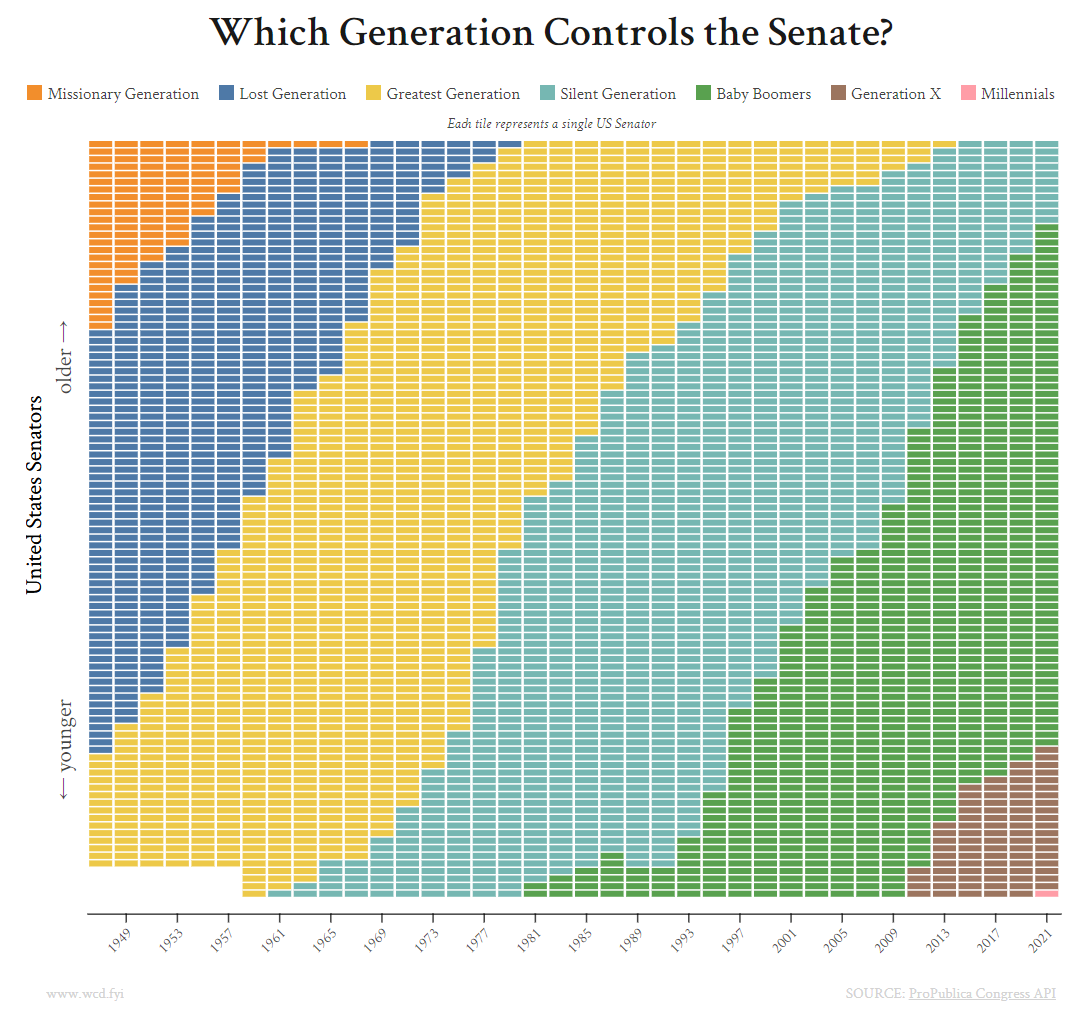 Which Generation Controls the Senate?
Missionary Generation Lost Generation Greatest Generation Silent Generation Baby Boomers Generation X Millennials
Each tile represents a single US Senator
older →
United States Senators
← younger
1949 1953 1957 1961 1965 1969 1973 1977 1981 1985 1989 1993 1997 2001 2005 2009 2013 2017 2021
www.wcd.fyi SOURCE: ProPublica Congress API